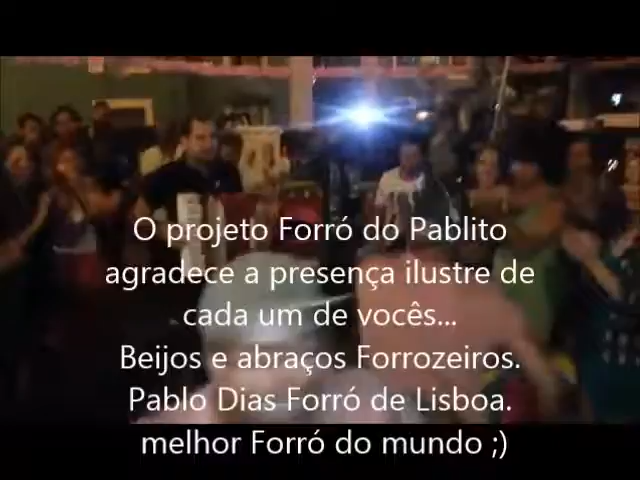 O projeto Forró do Pablito
agradece a presença ilustre de
cada um de vocês...
Beijos e abraços Forrozeiros.
Pablo Dias Forró de Lisboa.
melhor Forró do mundo ;)